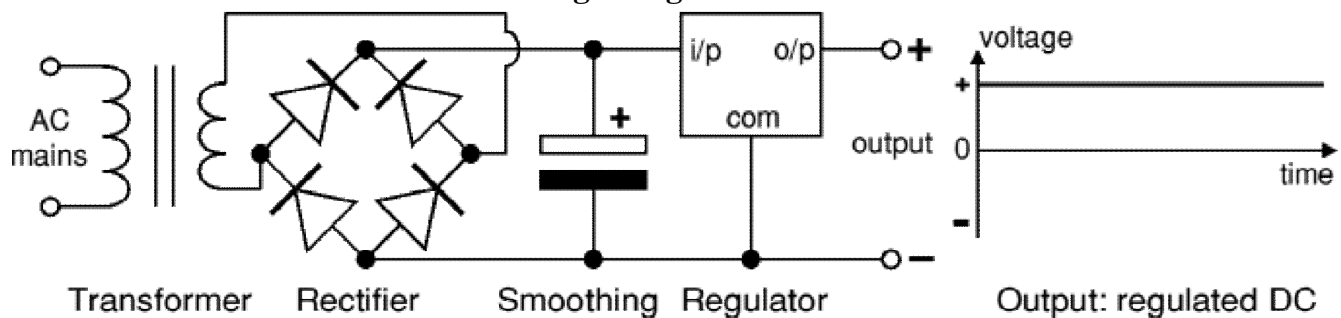 i/p o/p
+
voltage
+
AC
mains
+
com
output
0
time
-
−
Transformer Rectifier Smoothing Regulator Output: regulated DC